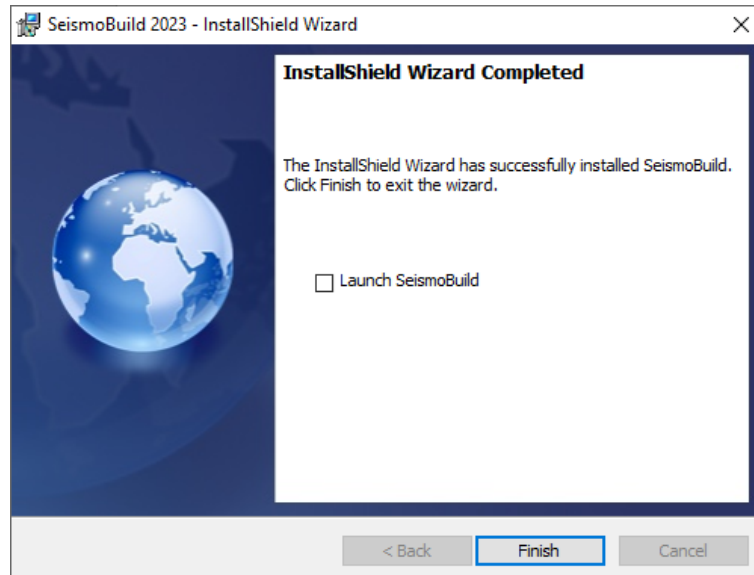 SeismoBuild 2023 - InstallShield Wizard
InstallShield Wizard Completed
The InstallShield Wizard has successfully installed SeismoBuild.
Click Finish to exit the wizard.
Launch SeismoBuild
< Back
Finish
Cancel